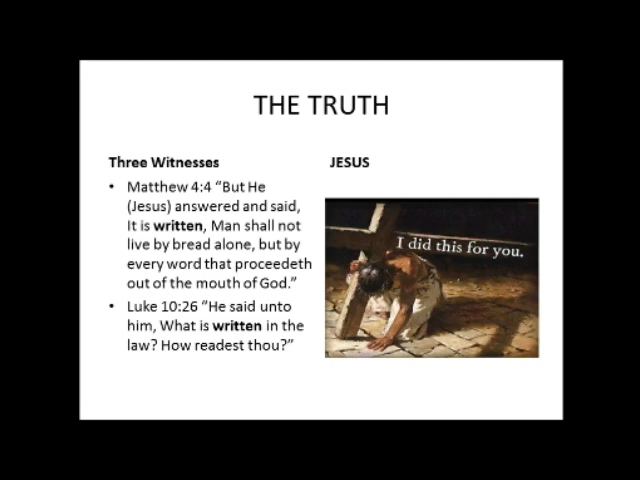 THE TRUTH
Three Witnesses
• Matthew 4:4 “But He
(Jesus) answered and said,
It is written, Man shall not
live by bread alone, but by
every word that proceedeth
out of the mouth of God.”
• Luke 10:26 “He said unto
him, What is written in the
law? How readest thou?”
JESUS
I did this for you.